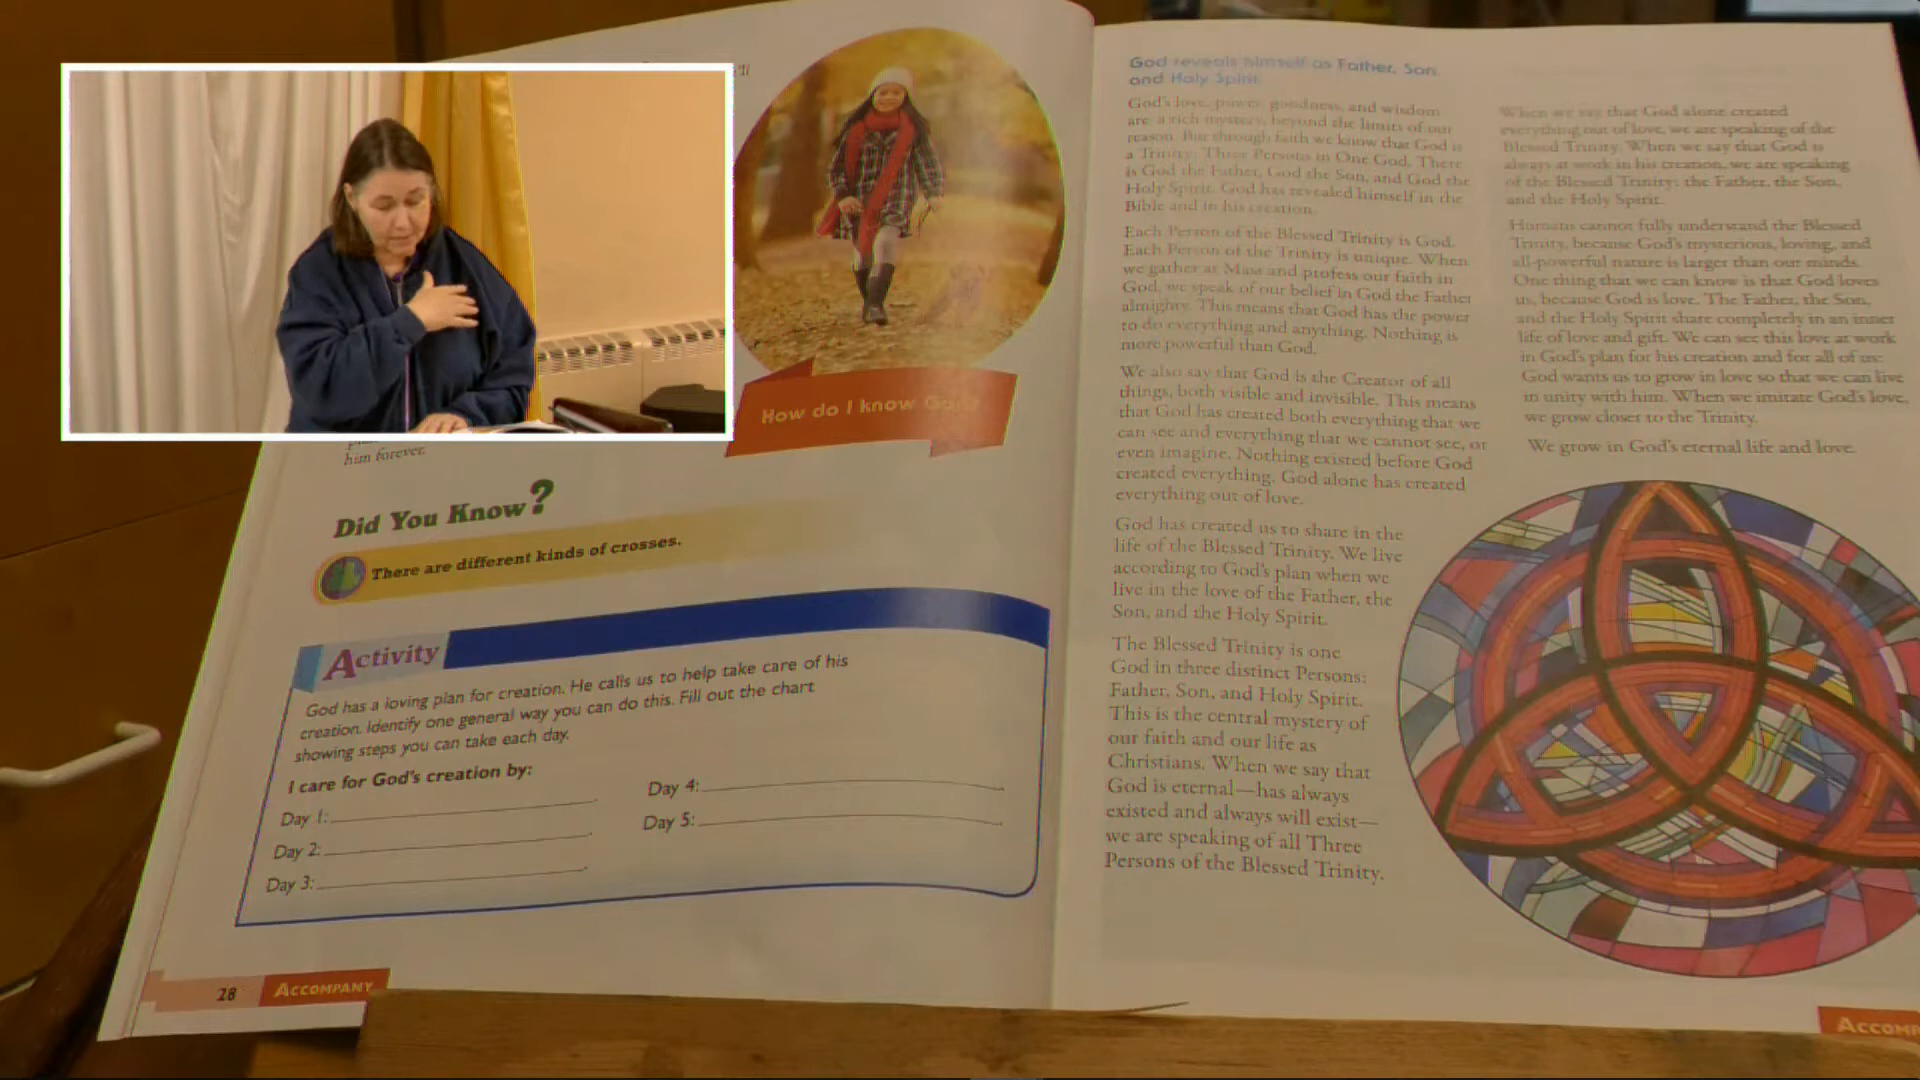 him forever.
How do I know God?
Did You Know?
There are different kinds of crosses.
Activity
God has a loving plan for creation. He calls us to help take care of his
creation. Identify one general way you can do this. Fill out the chart
showing steps you can take each day.
I care for God's creation by:
Day 1:
Day 2:
Day 3:
Day 4:
Day 5:
28
ACCOMPANY
God reveals himself as Father, Son,
and Holy Spirit
God's love, power, goodness, and wisdom
are a rich mystery, beyond the limits of our
reason. But through faith we know that God is
a Trinity: Three Persons in One God. There
is God the Father, God the Son, and God the
Holy Spirit. God has revealed himself in the
Bible and in his creation.
Each Person of the Blessed Trinity is God.
Each Person of the Trinity is unique. When
we gather at Mass and profess our faith in
God, we speak of our belief in God the Father
almighty. This means that God has the power
to do everything and anything. Nothing is
more powerful than God.
We also say that God is the Creator of all
things, both visible and invisible. This means
that God has created both everything that we
can see and everything that we cannot see, or
even imagine. Nothing existed before God
created everything. God alone has created
everything out of love.
God has created us to share in the
life of the Blessed Trinity. We live
according to God's plan when we
live in the love of the Father, the
Son, and the Holy Spirit.
The Blessed Trinity is one
God in three distinct Persons:
Father, Son, and Holy Spirit.
This is the central mystery of
our faith and our life as
Christians. When we say that
God is eternal—has always
existed and always will exist—
we are speaking of all Three
Persons of the Blessed Trinity.
When we say that God alone created
everything out of love, we are speaking of the
Blessed Trinity. When we say that God is
always at work in his creation, we are speaking
of the Blessed Trinity: the Father, the Son,
and the Holy Spirit.
Humans cannot fully understand the Blessed
Trinity, because God's mysterious, loving, and
all-powerful nature is larger than our minds.
One thing that we can know is that God loves
us, because God is love. The Father, the Son,
and the Holy Spirit share completely in an inner
life of love and gift. We can see this love at work
in God's plan for his creation and for all of us:
God wants us to grow in love so that we can live
in unity with him. When we imitate God's love,
we grow closer to the Trinity.
We grow in God's eternal life and love.
ACCOMP